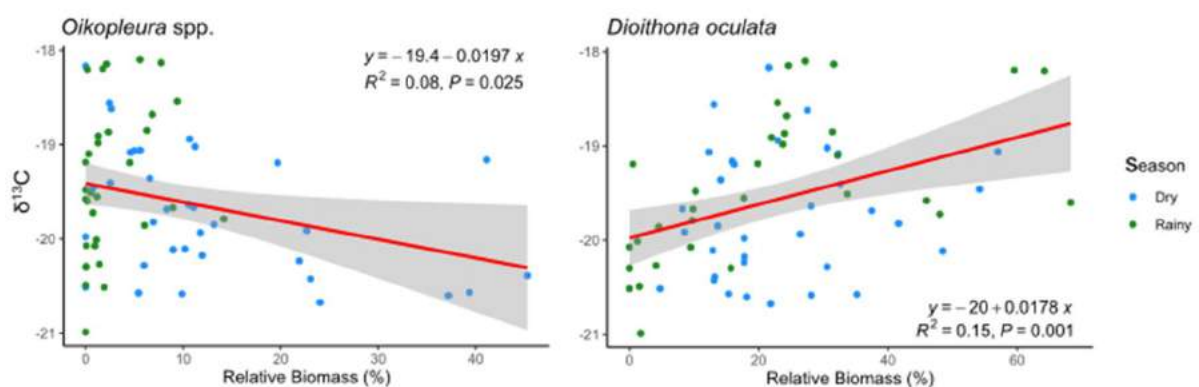 Oikopleura spp.
y = − 19.4 − 0.0197 x
R² = 0.08, P = 0.025
-18
-19
-20
-21
δ¹³C
0
10
20
30
40
Relative Biomass (%)
Dioithona oculata
-18
-19
-20
-21
y = − 20 + 0.0178 x
R² = 0.15, P = 0.001
0
20
40
60
Relative Biomass (%)
Season
Dry
Rainy